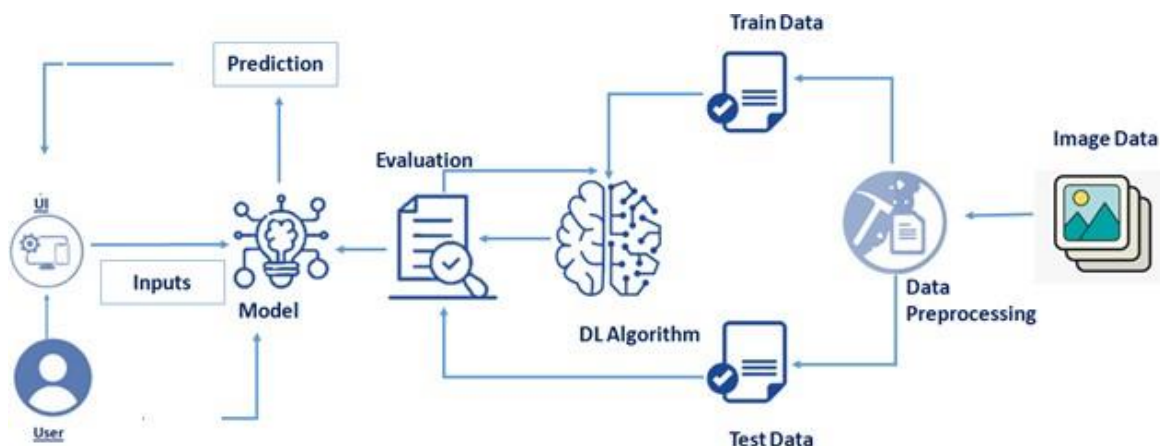 Train Data
Prediction
Image Data
Evaluation
UI
Inputs
Data
Preprocessing
Model
DL Algorithm
User
Test Data